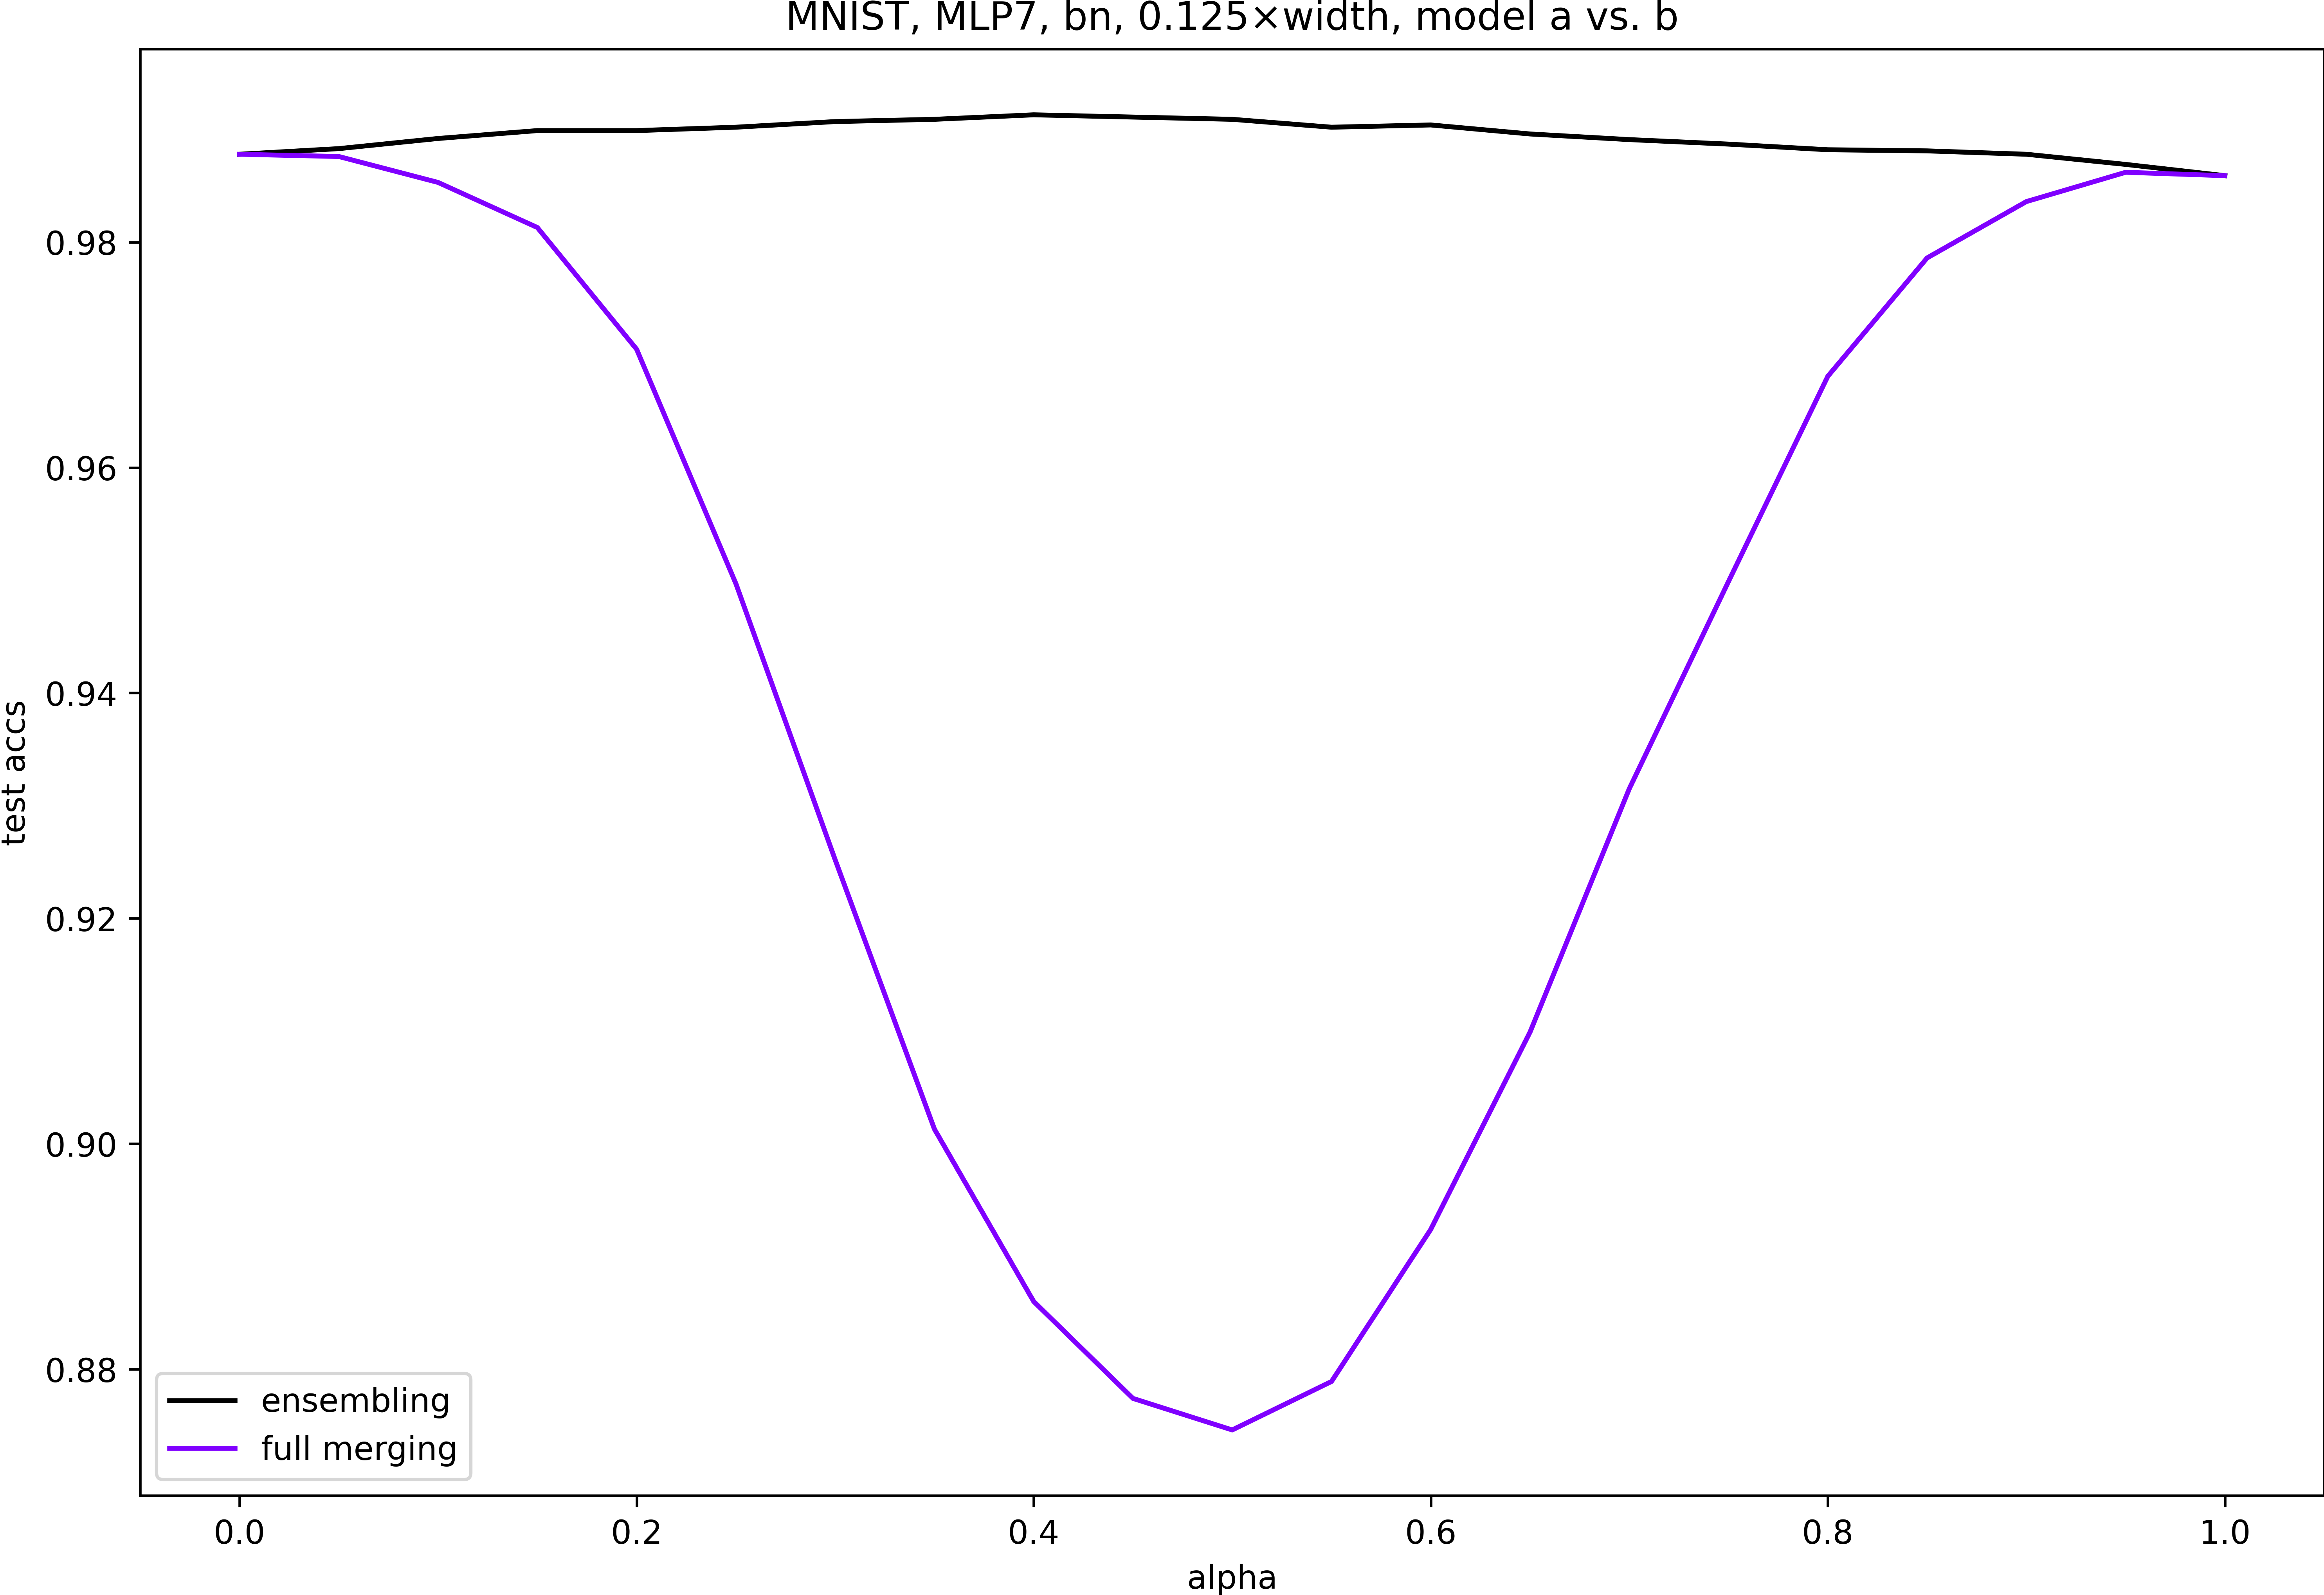 MNIST, MLP7, bn, 0.125×width, model a vs. b
test accs
0.98
0.96
0.94
0.92
0.90
0.88
ensembling
full merging
0.0 0.2 0.4 0.6 0.8 1.0
alpha